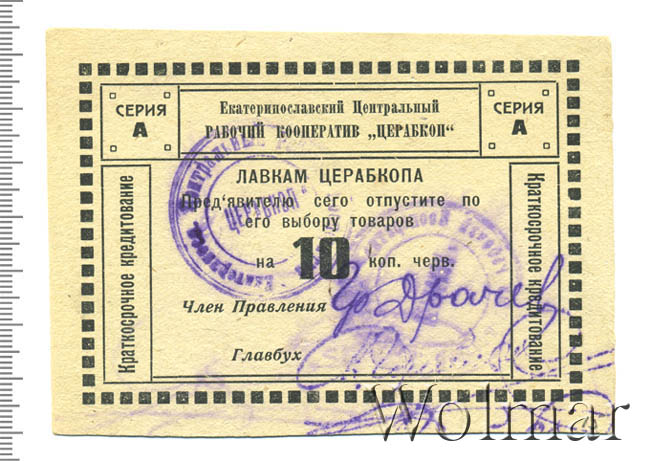 СЕРИЯ
А
Екатеринославский Центральный
РАБОЧИЙ КООПЕРАТИВ „ЦЕРАБКОП"
СЕРИЯ
А
Краткосрочное кредитование
ЛАВКАМ ЦЕРАБКОПА
Пред'явителю сего отпустите по
его выбору товаров
на 10 коп. черв.
Член Правления
Главбух
Краткосрочное кредитование
ЦЕРАБКОП
Wolmar